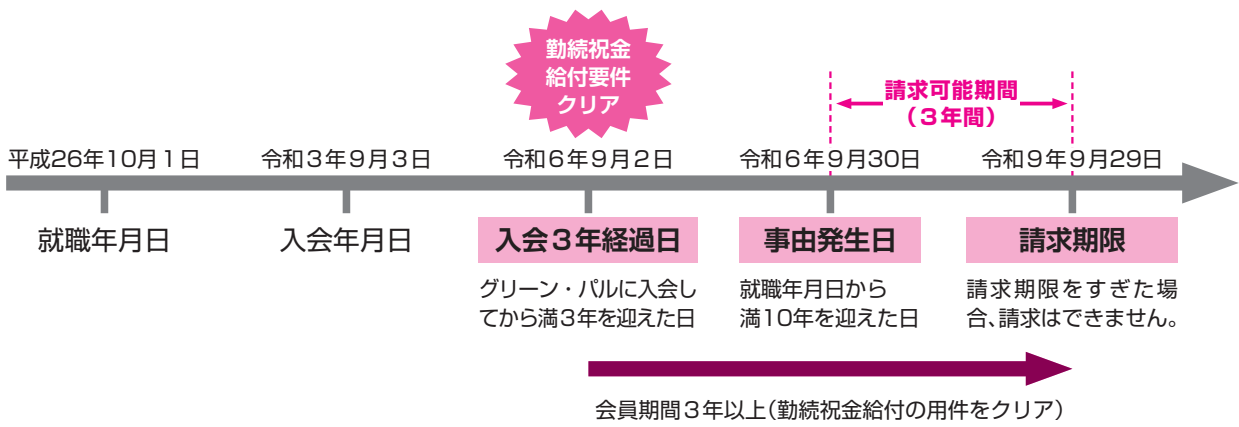 勤続祝金
給付要件
クリア
請求可能期間
（３年間）
平成26年10月１日
令和３年９月３日
令和６年９月２日
令和６年９月30日
令和９年９月29日
就職年月日
入会年月日
入会３年経過日
事由発生日
請求期限
グリーン・パルに入会し
てから満３年を迎えた日
就職年月日から
満10年を迎えた日
請求期限をすぎた場
合、請求はできません。
会員期間３年以上（勤続祝金給付の用件をクリア）